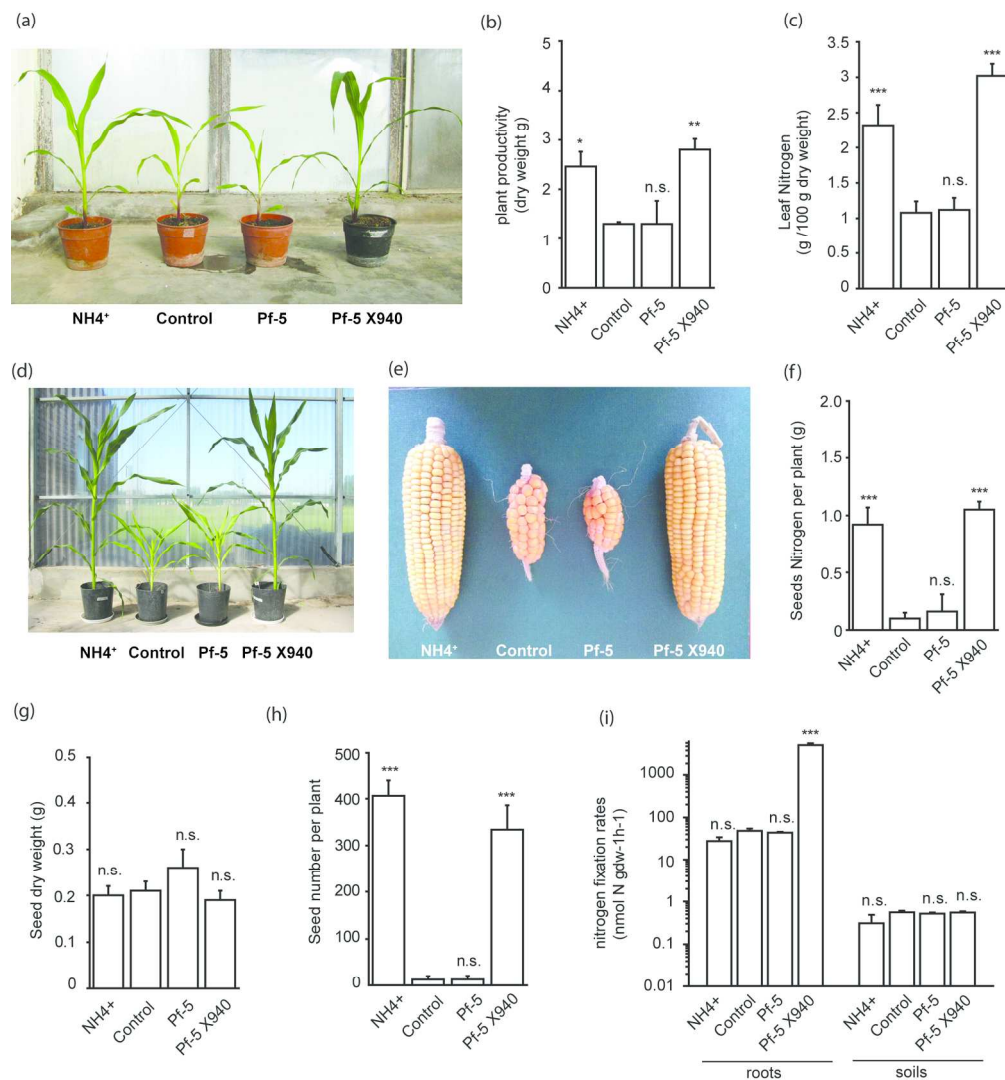 (a)
NH4+ Control Pf-5 Pf-5 X940
(b)
plant productivity
(dry weight g)
5
4
3
2
1
0
*
n.s.
**
NH4+ Control Pf-5 Pf-5 X940
(c)
Leaf Nitrogen
(g /100 g dry weight)
3.5
3
2.5
2
1.5
1
0.5
0
***
n.s.
***
NH4+ Control Pf-5 Pf-5 X940
(d)
NH4+ Control Pf-5 Pf-5 X940
(e)
NH4+ Control Pf-5 Pf-5 X940
(f)
Seeds Nitrogen per plant (g)
2.0
1.5
1.0
0.5
0
***
n.s.
***
NH4+ Control Pf-5 Pf-5 X940
(g)
Seed dry weight (g)
0.5
0.4
0.3
0.2
0.1
0
n.s.
n.s.
n.s.
NH4+ Control Pf-5 Pf-5 X940
(h)
Seed number per plant
500
400
300
200
100
0
***
n.s.
***
NH4+ Control Pf-5 Pf-5 X940
(i)
nitrogen fixation rates
(nmol N gdw-1h-1)
1000
100
10
1
0.1
0.01
n.s.
n.s.
***
n.s.
n.s.
n.s.
NH4+ Control Pf-5 Pf-5 X940 NH4+ Control Pf-5 Pf-5 X940
roots soils